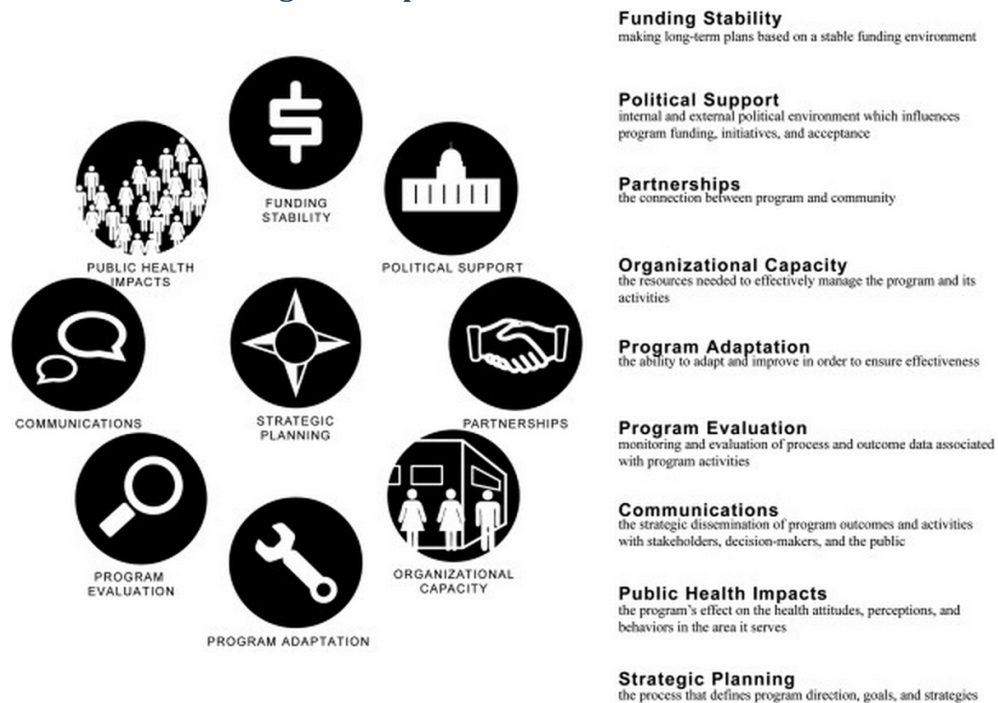 FUNDING
STABILITY
POLITICAL SUPPORT
PUBLIC HEALTH
IMPACTS
COMMUNICATIONS
STRATEGIC
PLANNING
PARTNERSHIPS
PROGRAM
EVALUATION
ORGANIZATIONAL
CAPACITY
PROGRAM ADAPTATION
Funding Stability
making long-term plans based on a stable funding environment
Political Support
internal and external political environment which influences
program funding, initiatives, and acceptance
Partnerships
the connection between program and community
Organizational Capacity
the resources needed to effectively manage the program and its
activities
Program Adaptation
the ability to adapt and improve in order to ensure effectiveness
Program Evaluation
monitoring and evaluation of process and outcome data associated
with program activities
Communications
the strategic dissemination of program outcomes and activities
with stakeholders, decision-makers, and the public
Public Health Impacts
the program's effect on the health attitudes, perceptions, and
behaviors in the area it serves
Strategic Planning
the process that defines program direction, goals, and strategies